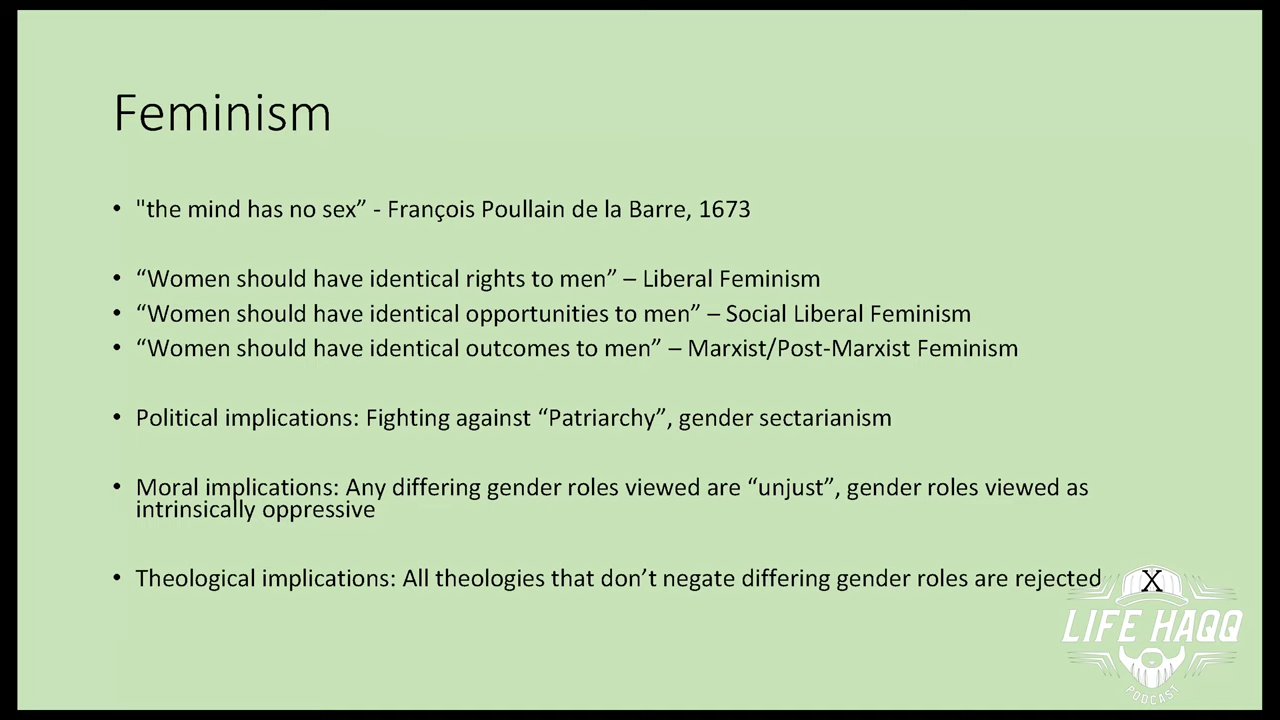 Feminism
• "the mind has no sex” - François Poullain de la Barre, 1673
• “Women should have identical rights to men” – Liberal Feminism
• “Women should have identical opportunities to men” – Social Liberal Feminism
• “Women should have identical outcomes to men” – Marxist/Post-Marxist Feminism
• Political implications: Fighting against “Patriarchy”, gender sectarianism
• Moral implications: Any differing gender roles viewed are “unjust”, gender roles viewed as
intrinsically oppressive
• Theological implications: All theologies that don’t negate differing gender roles are rejected
X
LIFE HAQQ
PODCAST